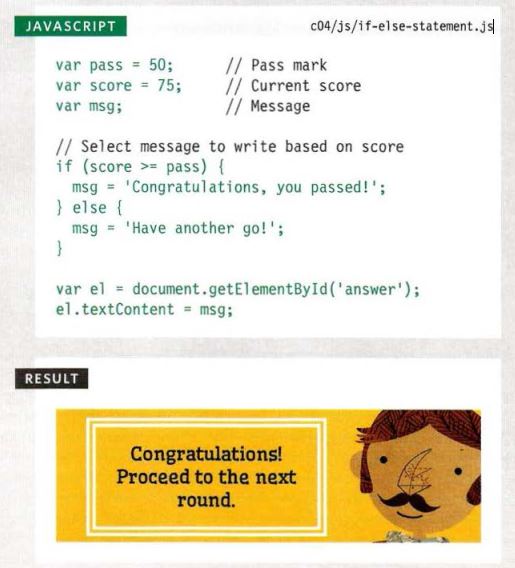 JAVASCRIPT c04/js/if-else-statement.js
var pass = 50; // Pass mark
var score = 75; // Current score
var msg; // Message
// Select message to write based on score
if (score >= pass) {
msg = 'Congratulations, you passed!';
} else {
msg = 'Have another go!';
}
var el = document.getElementById('answer');
el.textContent = msg;
RESULT
Congratulations!
Proceed to the next
round.